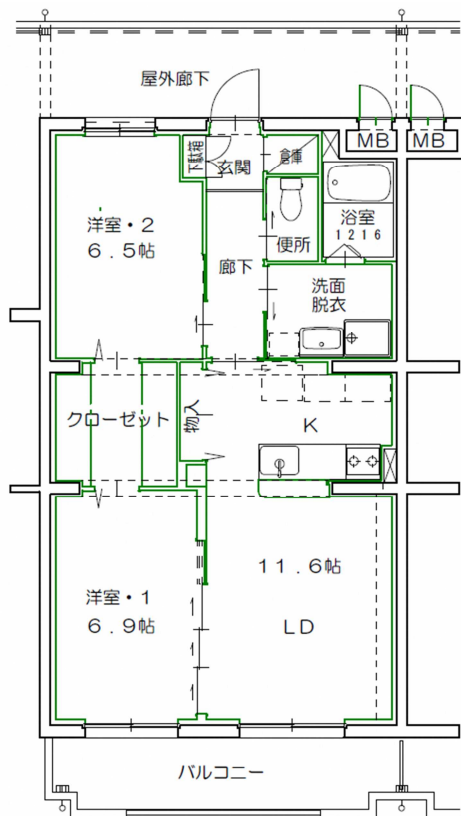 屋外廊下
MB
MB
下駄箱
玄関
倉庫
洋室・2
6.5帖
便所
浴室
1216
廊下
洗面
脱衣
クローゼット
物入
K
洋室・1
6.9帖
11.6帖
LD
バルコニー